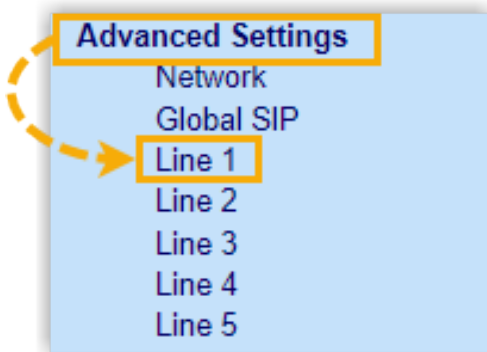 Advanced Settings
Network
Global SIP
Line 1
Line 2
Line 3
Line 4
Line 5